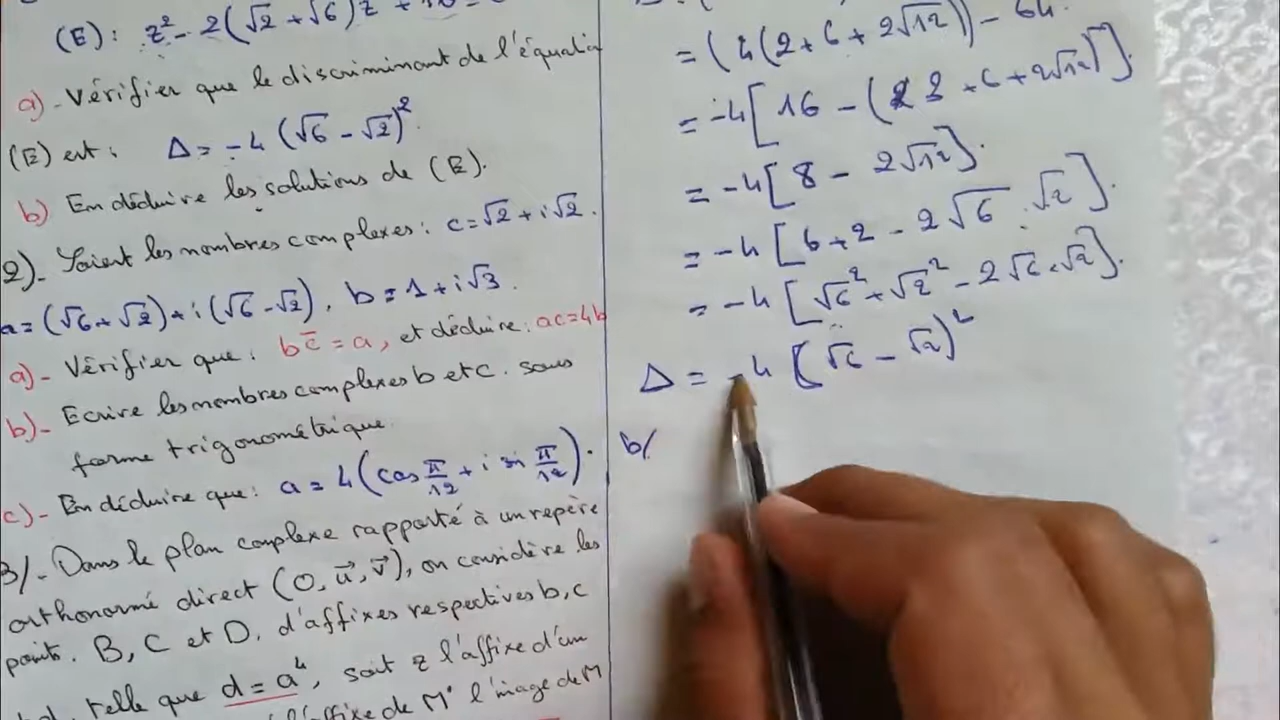 (E): z² - 2(√2 + √6)z + 16
a)- Vérifier que le discriminant de l'équation
(E) est : Δ = -4 (√6 - √2)²
b) En déduire les solutions de (E).
2)- Soient les nombres complexes : c = √2 + i√2.
a = (√6 + √2) + i(√6 - √2), b = 1 + i√3.
a)- Vérifier que : bc̄ = a, et déduire : ac = 4b
b)- Ecrire les nombres complexes b et c. sous
forme trigonométrique.
c)- En déduire que : a = 4(cos π/12 + i sin π/12).
3/- Dans le plan complexe rapporté à un repère
orthonormé direct (O, u⃗, v⃗), on considère les
points. B, C et D. d'affixes respectives b, c
telle que d = a⁴, soit z l'affixe d'un
l'affixe de M' l'image de M
= (4(2 + 6 + 2√12)) - 64.
= -4[16 - (2 + 6 + 2√12)].
= -4[8 - 2√12].
= -4[6 + 2 - 2√6 . √2].
= -4[√6² + √2² - 2√6 × √2].
Δ = -4 (√6 - √2)²
b/